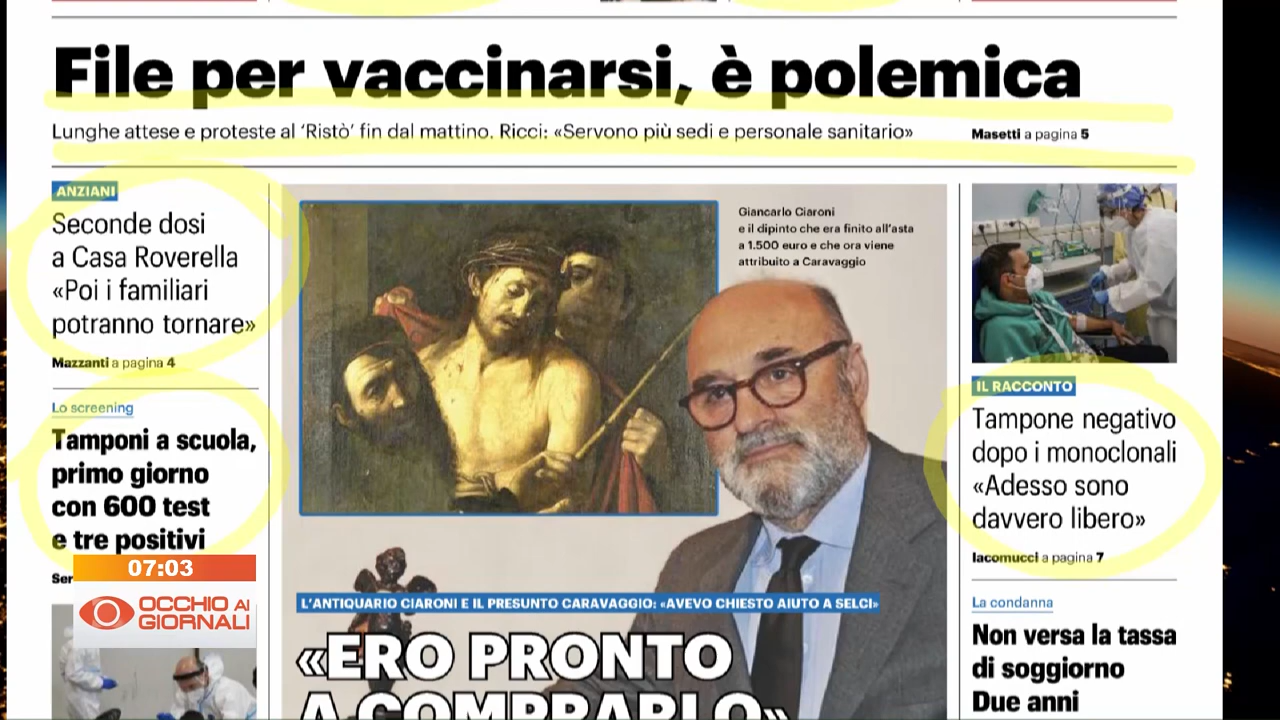 File per vaccinarsi, è polemica
Lunghe attese e proteste al ‘Ristò’ fin dal mattino. Ricci: «Servono più sedi e personale sanitario»
Masetti a pagina 5
ANZIANI
Seconde dosi
a Casa Roverella
«Poi i familiari
potranno tornare»
Mazzanti a pagina 4
Lo screening
Tamponi a scuola,
primo giorno
con 600 test
e tre positivi
Ser
07:03
OCCHIO AI
GIORNALI
Giancarlo Ciaroni
e il dipinto che era finito all’asta
a 1.500 euro e che ora viene
attribuito a Caravaggio
L’ANTIQUARIO CIARONI E IL PRESUNTO CARAVAGGIO: «AVEVO CHIESTO AIUTO A SELCI»
«ERO PRONTO
A COMPRARLO»
IL RACCONTO
Tampone negativo
dopo i monoclonali
«Adesso sono
davvero libero»
Iacomucci a pagina 7
La condanna
Non versa la tassa
di soggiorno
Due anni